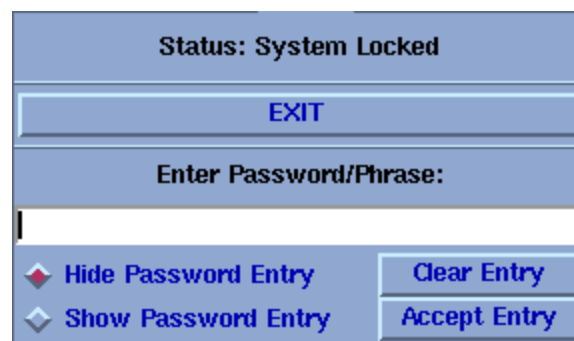 Status: System Locked
EXIT
Enter Password/Phrase:
Hide Password Entry
Clear Entry
Show Password Entry
Accept Entry